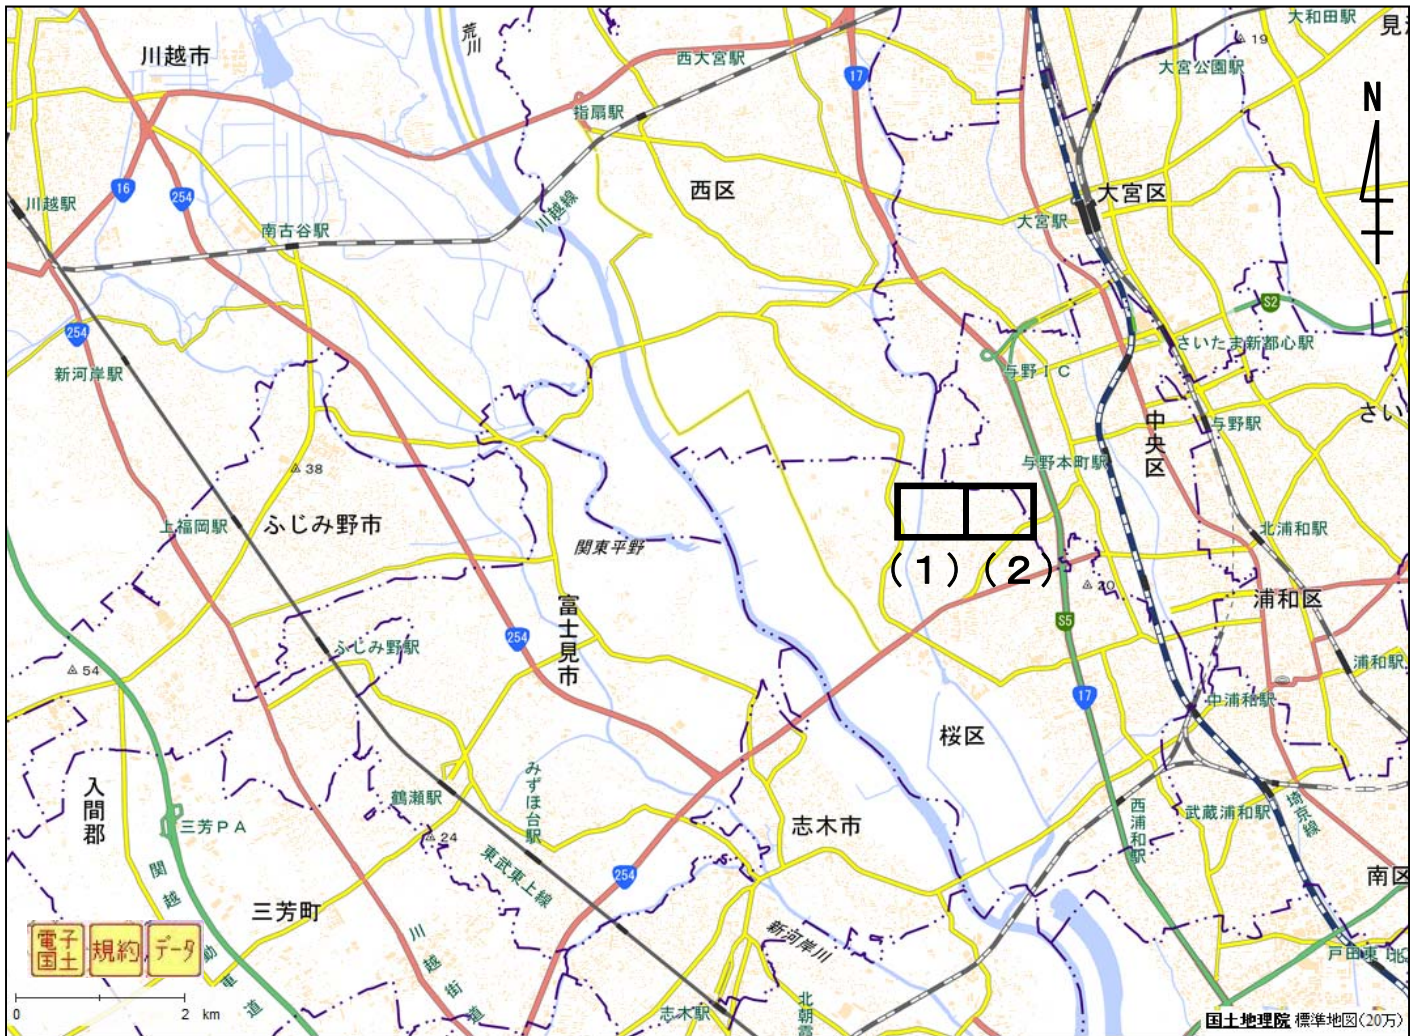 大和田駅
見
川越市
荒川
西大宮駅
17
19
大宮公園駅
指扇駅
N
16
254
川越駅
川越線
西区
大宮区
大宮駅
南古谷駅
S2
254
新河岸駅
さいたま新都心駅
与野IC
さい
中央区
与野駅
38
与野本町駅
上福岡駅
ふじみ野市
関東平野
北浦和駅
(1)(2)
20
浦和区
富士見市
S5
254
ふじみ野駅
浦和駅
54
17
中浦和駅
桜区
入間郡
みずほ台駅
鶴瀬駅
西浦和駅
武蔵浦和駅
埼京線
三芳PA
24
志木市
関越
東武東上線
254
南区
三芳町
電子国土
規約
データ
動車道
川越街道
新河岸川
戸田東IC
0 2 km
志木駅
北朝霞
国土地理院 標準地図(20万)